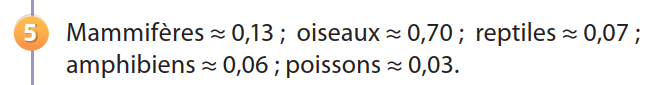 5 Mammifères ≈ 0,13 ; oiseaux ≈ 0,70 ; reptiles ≈ 0,07 ;
amphibiens ≈ 0,06 ; poissons ≈ 0,03.